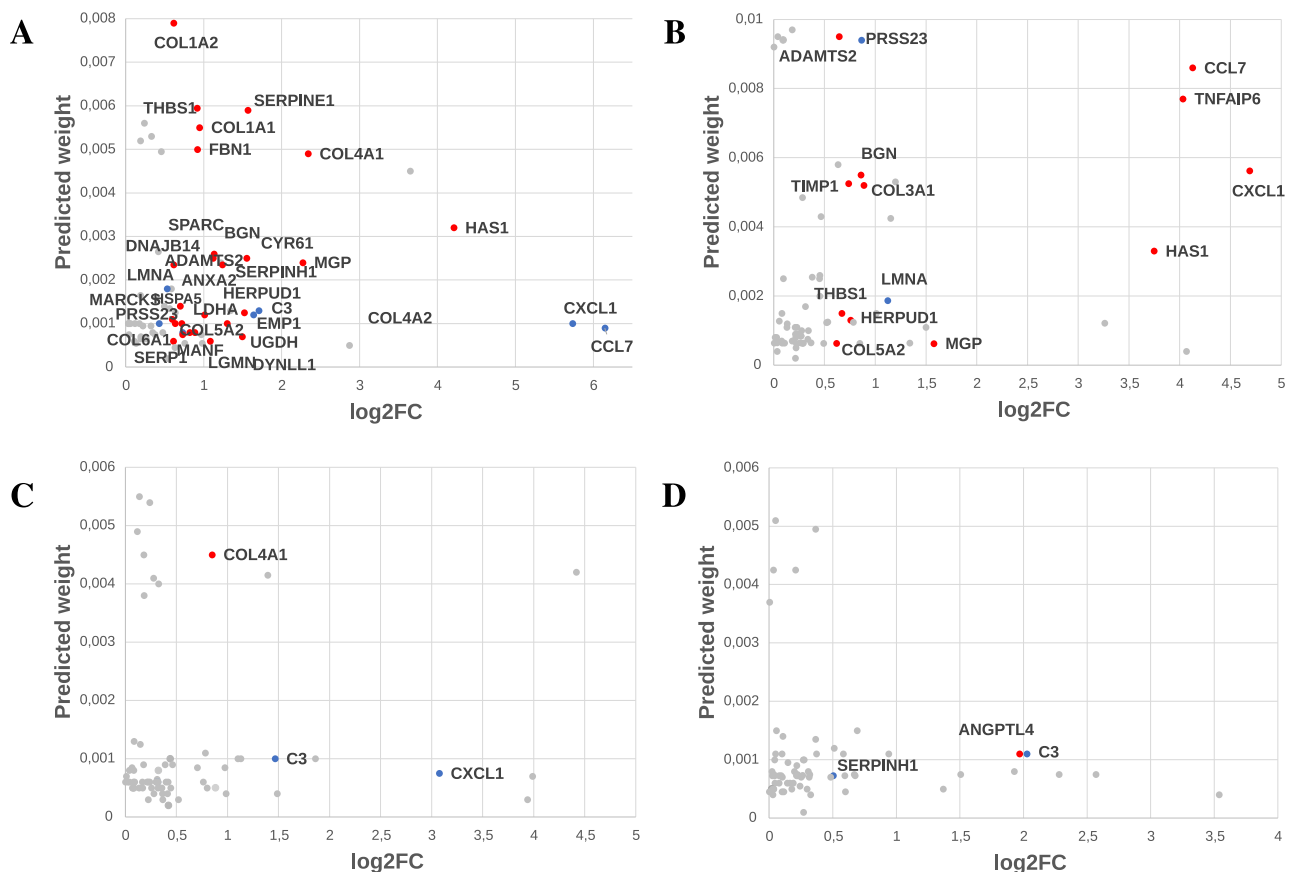 A
Predicted weight
0,008
0,007
0,006
0,005
0,004
0,003
0,002
0,001
0
COL1A2
THBS1
SERPINE1
COL1A1
FBN1
COL4A1
HAS1
SPARC
BGN
DNAJB14
CYR61
ADAMTS2
MGP
LMNA
ANXA2
SERPINH1
MARCKS
HSPA5
HERPUD1
LDHA
C3
CXCL1
PRSS23
COL4A2
EMP1
COL5A2
COL6A1
UGDH
CCL7
SERP1
MANF
LGMN
DYNLL1
0 1 2 3 4 5 6
log2FC
B
Predicted weight
0,01
0,008
0,006
0,004
0,002
0
ADAMTS2
PRSS23
CCL7
TNFAIP6
BGN
TIMP1
COL3A1
CXCL1
HAS1
LMNA
THBS1
HERPUD1
COL5A2
MGP
0 0,5 1 1,5 2 2,5 3 3,5 4 4,5 5
log2FC
C
Predicted weight
0,006
0,005
0,004
0,003
0,002
0,001
0
COL4A1
C3
CXCL1
0 0,5 1 1,5 2 2,5 3 3,5 4 4,5 5
log2FC
D
Predicted weight
0,006
0,005
0,004
0,003
0,002
0,001
0
ANGPTL4
C3
SERPINH1
0 0,5 1 1,5 2 2,5 3 3,5 4
log2FC